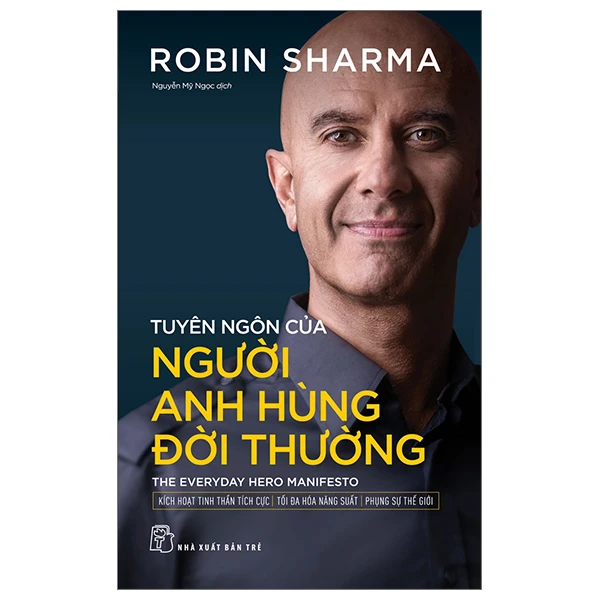 ROBIN SHARMA
Nguyễn Mỹ Ngọc dịch
TUYÊN NGÔN CỦA
NGƯỜI
ANH HÙNG
ĐỜI THƯỜNG
THE EVERYDAY HERO MANIFESTO
KÍCH HOẠT TINH THẦN TÍCH CỰC | TỐI ĐA HÓA NĂNG SUẤT | PHỤNG SỰ THẾ GIỚI
NHÀ XUẤT BẢN TRẺ